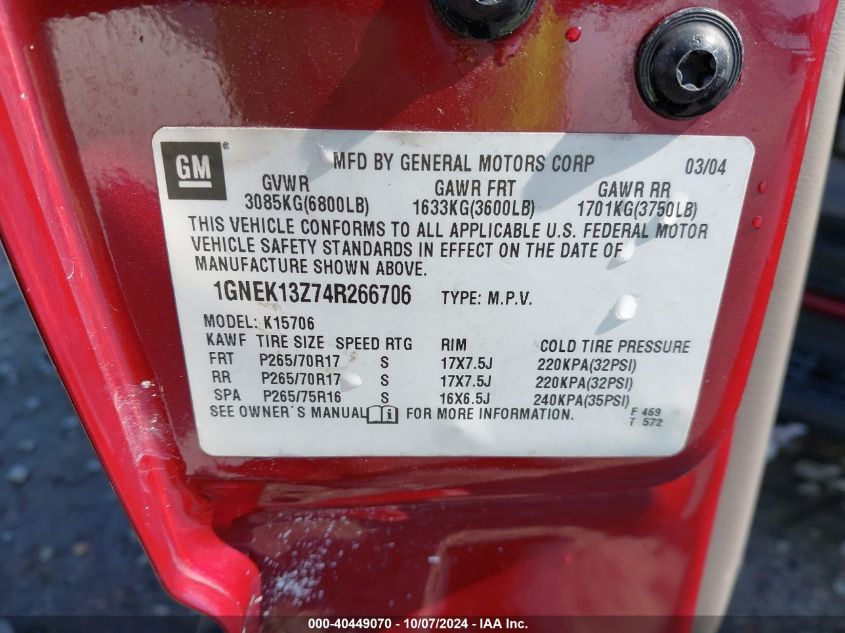 GM®
MFD BY GENERAL MOTORS CORP 03/04
GVWR GAWR FRT GAWR RR
3085KG(6800LB) 1633KG(3600LB) 1701KG(3750LB)
THIS VEHICLE CONFORMS TO ALL APPLICABLE U.S. FEDERAL MOTOR
VEHICLE SAFETY STANDARDS IN EFFECT ON THE DATE OF
MANUFACTURE SHOWN ABOVE.
1GNEK13Z74R266706 TYPE: M.P.V.
MODEL: K15706
KAWF TIRE SIZE SPEED RTG RIM COLD TIRE PRESSURE
FRT P265/70R17 S 17X7.5J 220KPA(32PSI)
RR P265/70R17 S 17X7.5J 220KPA(32PSI)
SPA P265/75R16 S 16X6.5J 240KPA(35PSI)
SEE OWNER'S MANUAL i FOR MORE INFORMATION.
F 469
T 572
000-40449070 - 10/07/2024 - IAA Inc.